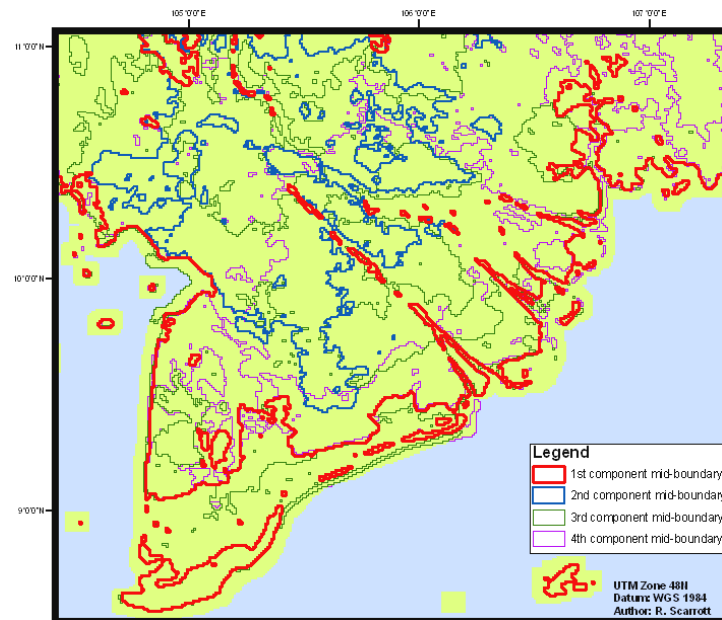 105°0'0"E 106°0'0"E 107°0'0"E
11°0'0"N
10°0'0"N
9°0'0"N
Legend
1st component mid-boundary
2nd component mid-boundary
3rd component mid-boundary
4th component mid-boundary
UTM Zone 48N
Datum: WGS 1984
Author: R. Scarrott